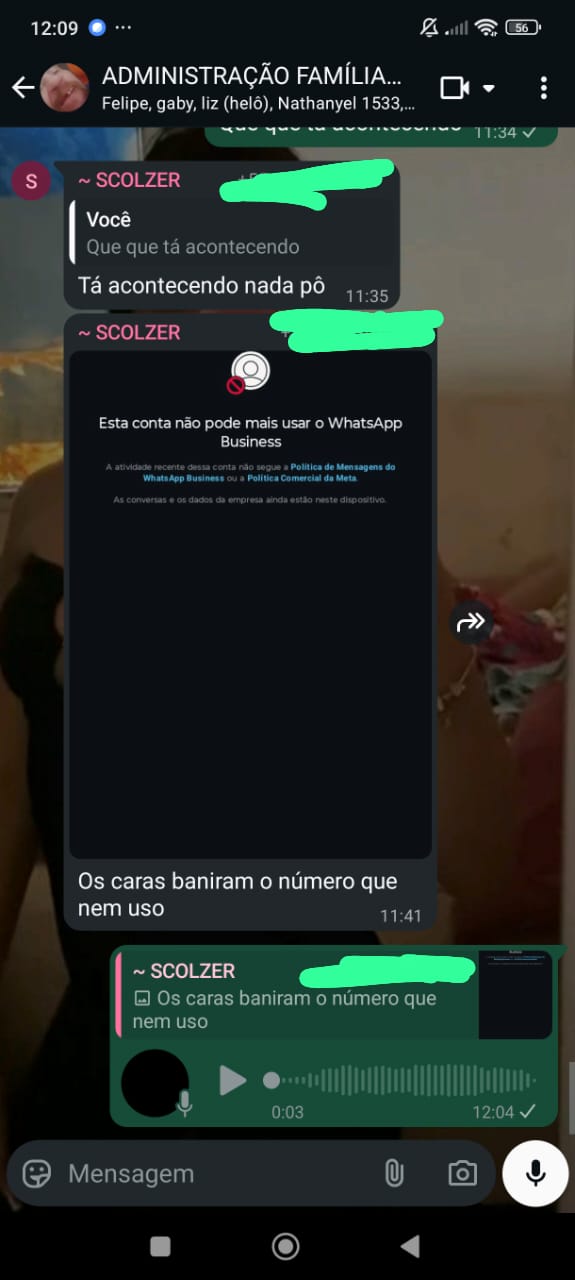 12:09
56
ADMINISTRAÇÃO FAMÍLIA...
Felipe, gaby, liz (helô), Nathanyel 1533,...
Que que tá acontecendo 11:34
S
~ SCOLZER
Você
Que que tá acontecendo
Tá acontecendo nada pô
11:35
~ SCOLZER
Esta conta não pode mais usar o WhatsApp
Business
A atividade recente dessa conta não segue a Política de Mensagens do
WhatsApp Business ou a Política Comercial da Meta.
As conversas e os dados da empresa ainda estão neste dispositivo.
Os caras baniram o número que
nem uso
11:41
~ SCOLZER
Os caras baniram o número que
nem uso
0:03
12:04
Mensagem